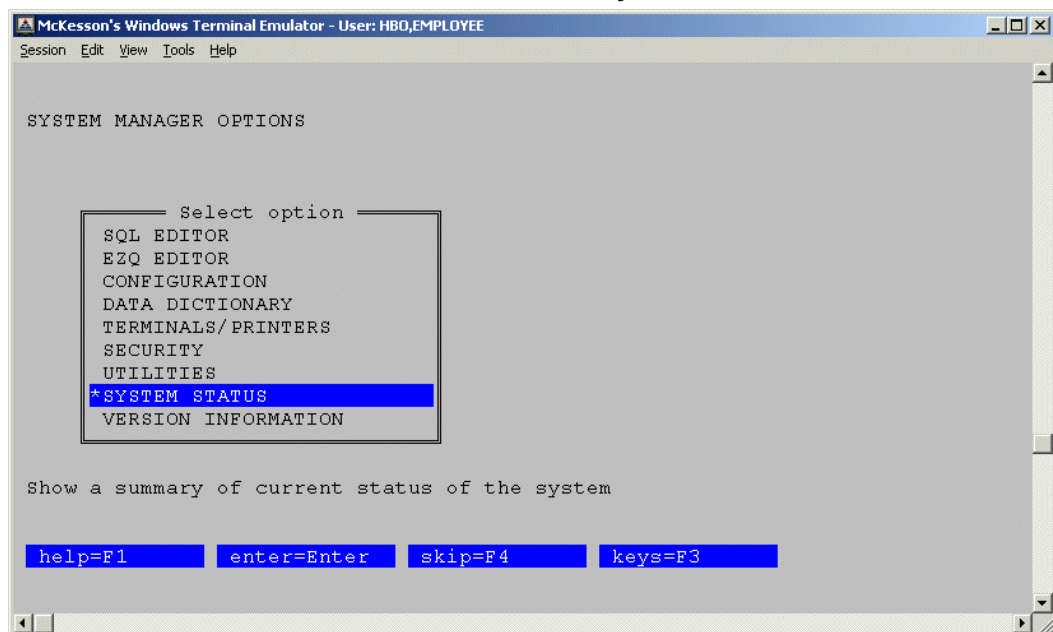 McKesson's Windows Terminal Emulator - User: HBO,EMPLOYEE
Session Edit View Tools Help
SYSTEM MANAGER OPTIONS
Select option
SQL EDITOR
EZQ EDITOR
CONFIGURATION
DATA DICTIONARY
TERMINALS/PRINTERS
SECURITY
UTILITIES
*SYSTEM STATUS
VERSION INFORMATION
Show a summary of current status of the system
help=F1 enter=Enter skip=F4 keys=F3